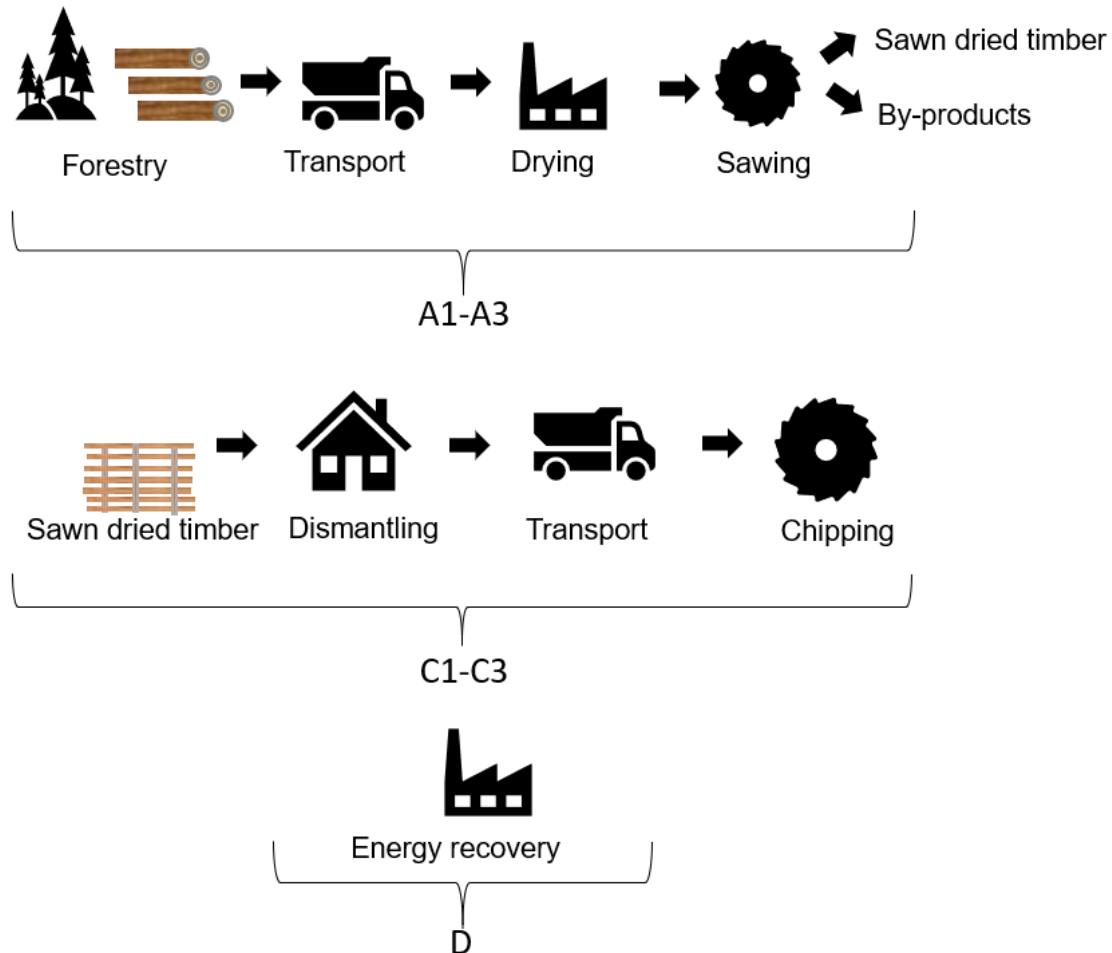 Sawn dried timber
By-products
Forestry
Transport
Drying
Sawing
A1-A3
Sawn dried timber
Dismantling
Transport
Chipping
C1-C3
Energy recovery
D